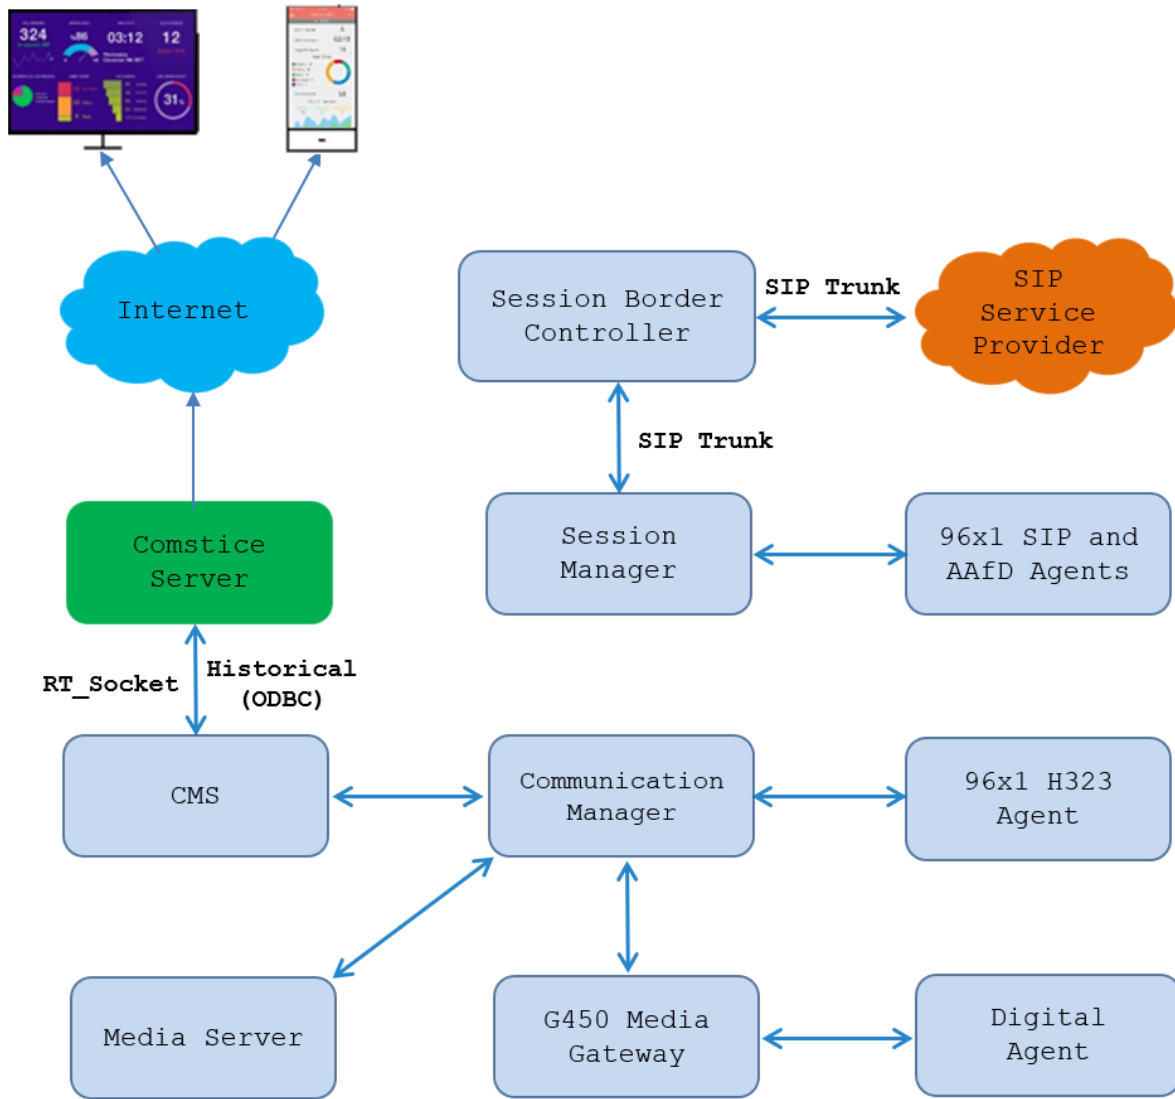 324
86
03:12
12
31%
Internet
Session Border
Controller
SIP Trunk
SIP
Service
Provider
SIP Trunk
Comstice
Server
Session
Manager
96x1 SIP and
AAfD Agents
RT_Socket
Historical
(ODBC)
CMS
Communication
Manager
96x1 H323
Agent
Media Server
G450 Media
Gateway
Digital
Agent